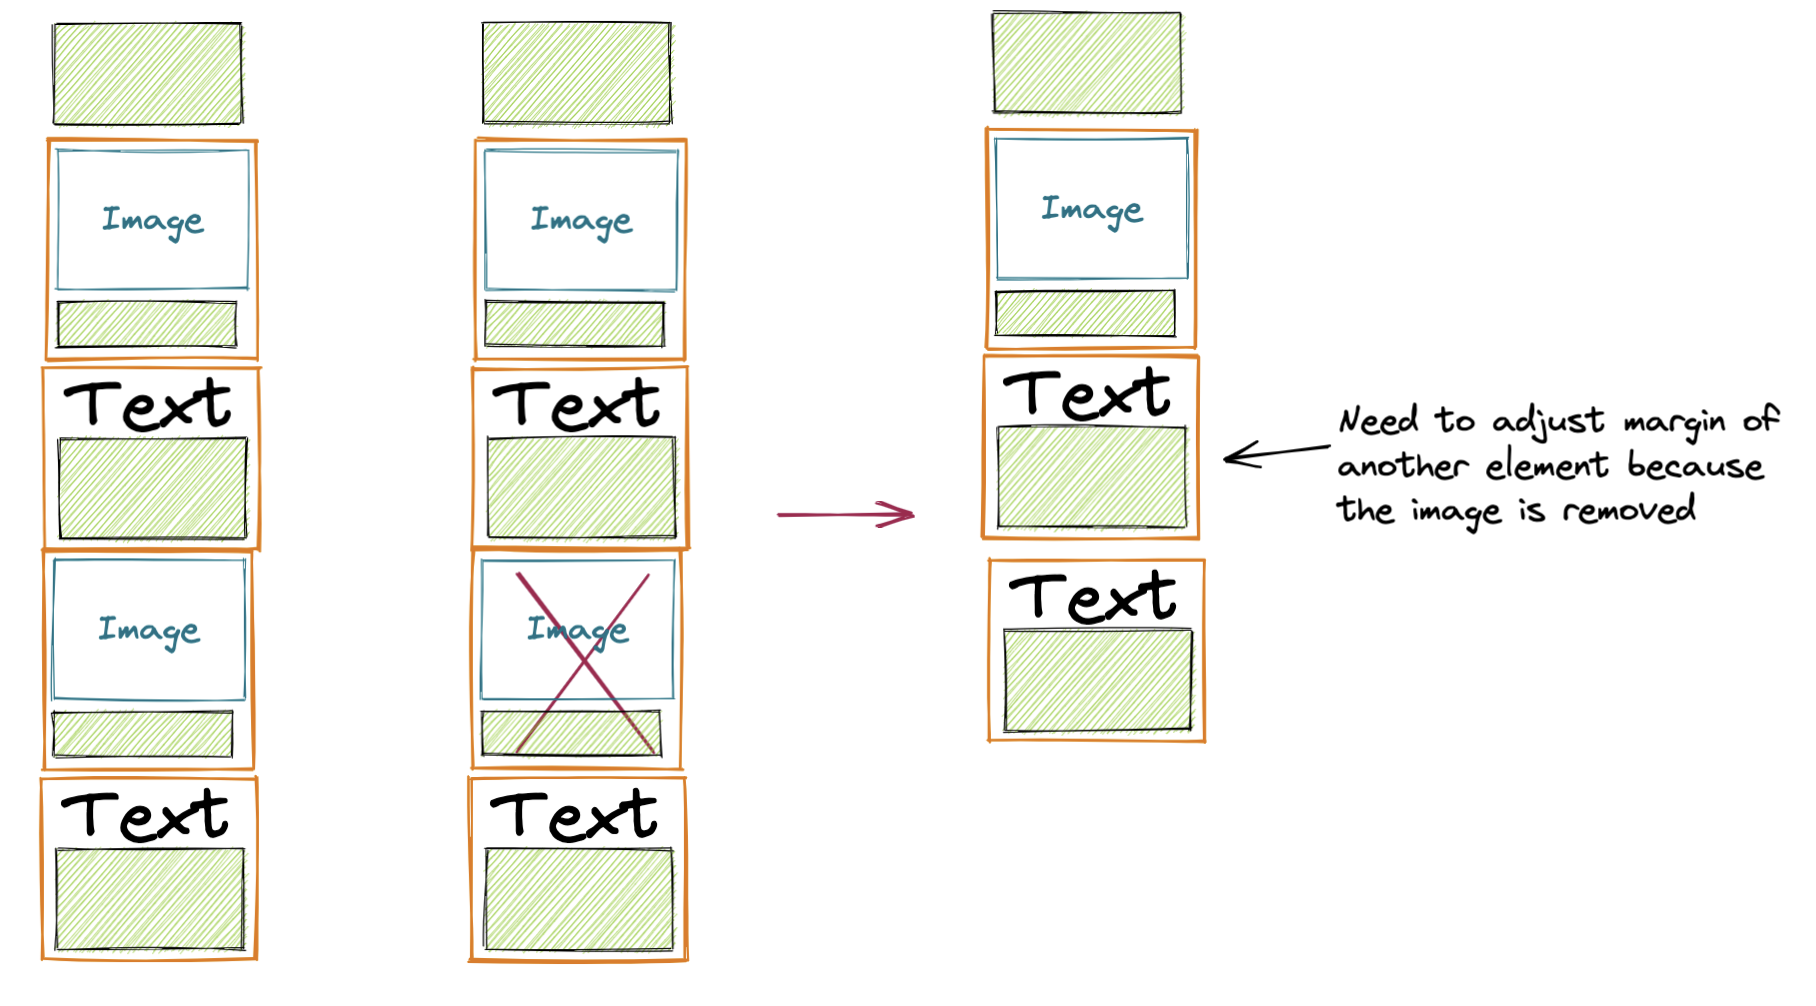 Image
Text
Image
Text
Image
Text
Image
Text
Image
Text
Text
Need to adjust margin of
another element because
the image is removed